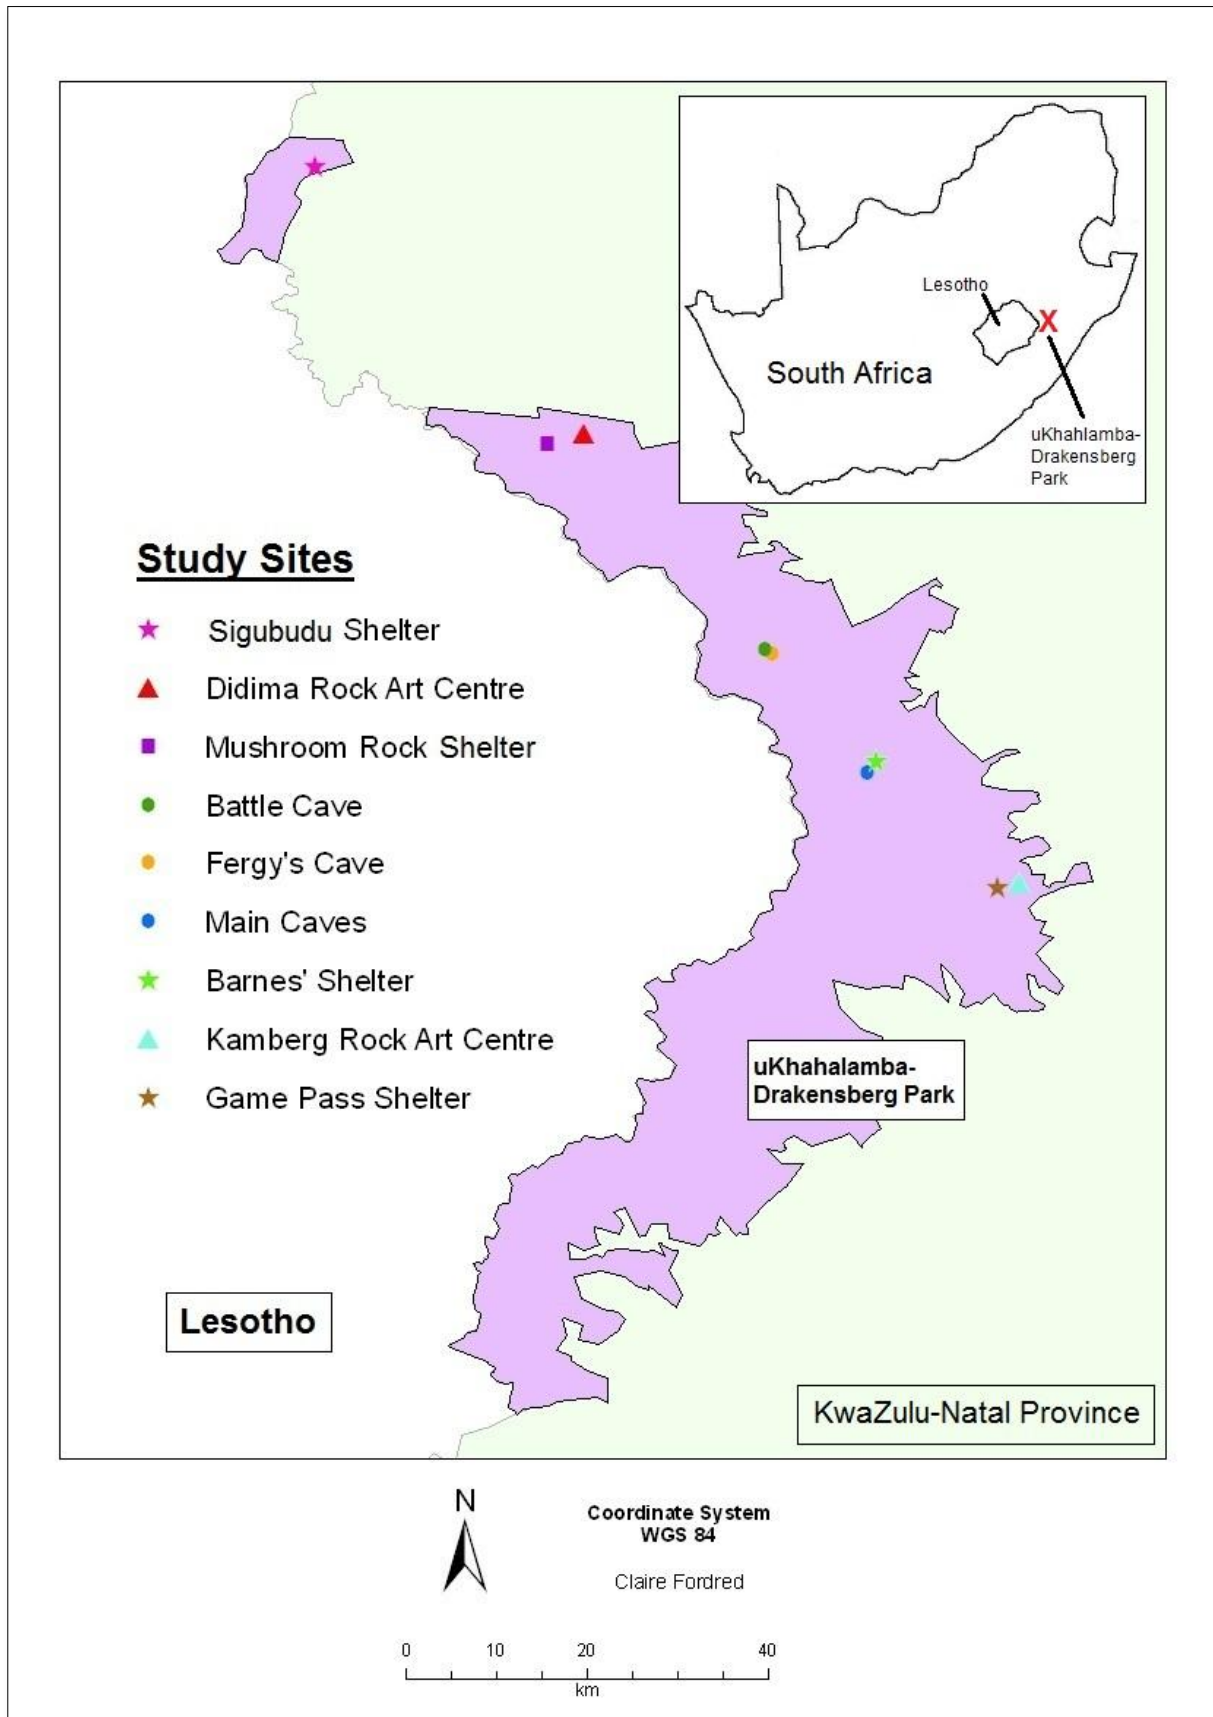 Lesotho
South Africa
X
uKhahlamba-
Drakensberg
Park
Study Sites
Sigubudu Shelter
Didima Rock Art Centre
Mushroom Rock Shelter
Battle Cave
Fergy's Cave
Main Caves
Barnes' Shelter
Kamberg Rock Art Centre
Game Pass Shelter
uKhahalamba-
Drakensberg Park
Lesotho
KwaZulu-Natal Province
N
Coordinate System
WGS 84
Claire Fordred
0 10 20 40
km